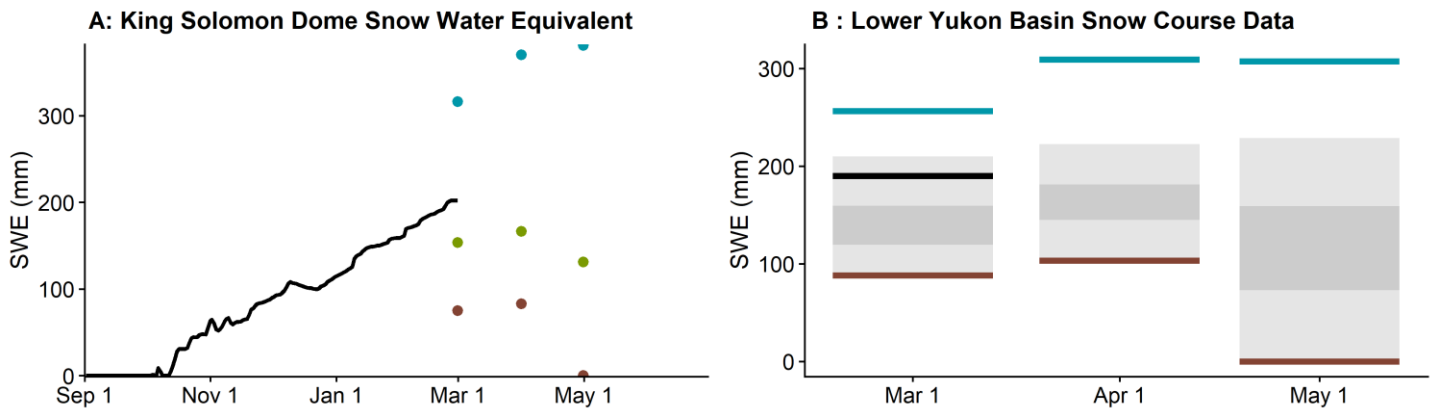 A: King Solomon Dome Snow Water Equivalent
SWE (mm)
300
200
100
0
Sep 1
Nov 1
Jan 1
Mar 1
May 1
B : Lower Yukon Basin Snow Course Data
SWE (mm)
300
200
100
0
Mar 1
Apr 1
May 1